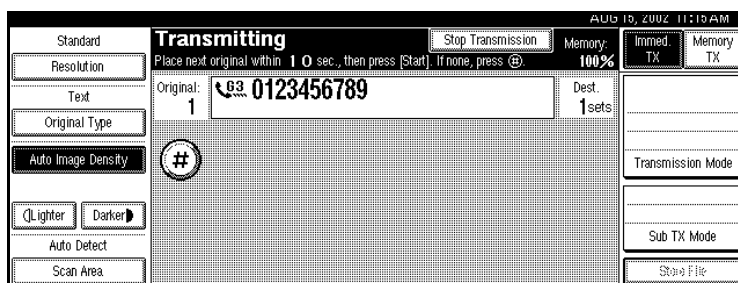 AUG 15, 2002 11:15AM
Standard
Resolution
Text
Original Type
Auto Image Density
Lighter
Darker
Auto Detect
Scan Area
Transmitting
Stop Transmission
Place next original within 10 sec., then press [Start]. If none, press #.
Memory:
100%
Original:
1
G3 0123456789
Dest.
1sets
#
Immed. TX
Memory TX
Transmission Mode
Sub TX Mode
Store File